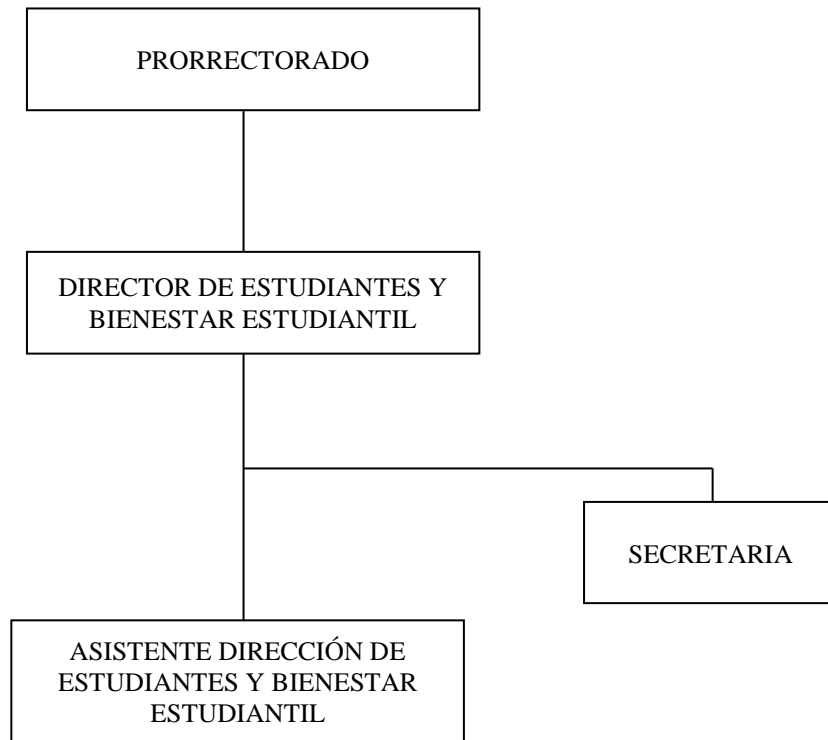 PRORRECTORADO
DIRECTOR DE ESTUDIANTES Y
BIENESTAR ESTUDIANTIL
SECRETARIA
ASISTENTE DIRECCIÓN DE
ESTUDIANTES Y BIENESTAR
ESTUDIANTIL